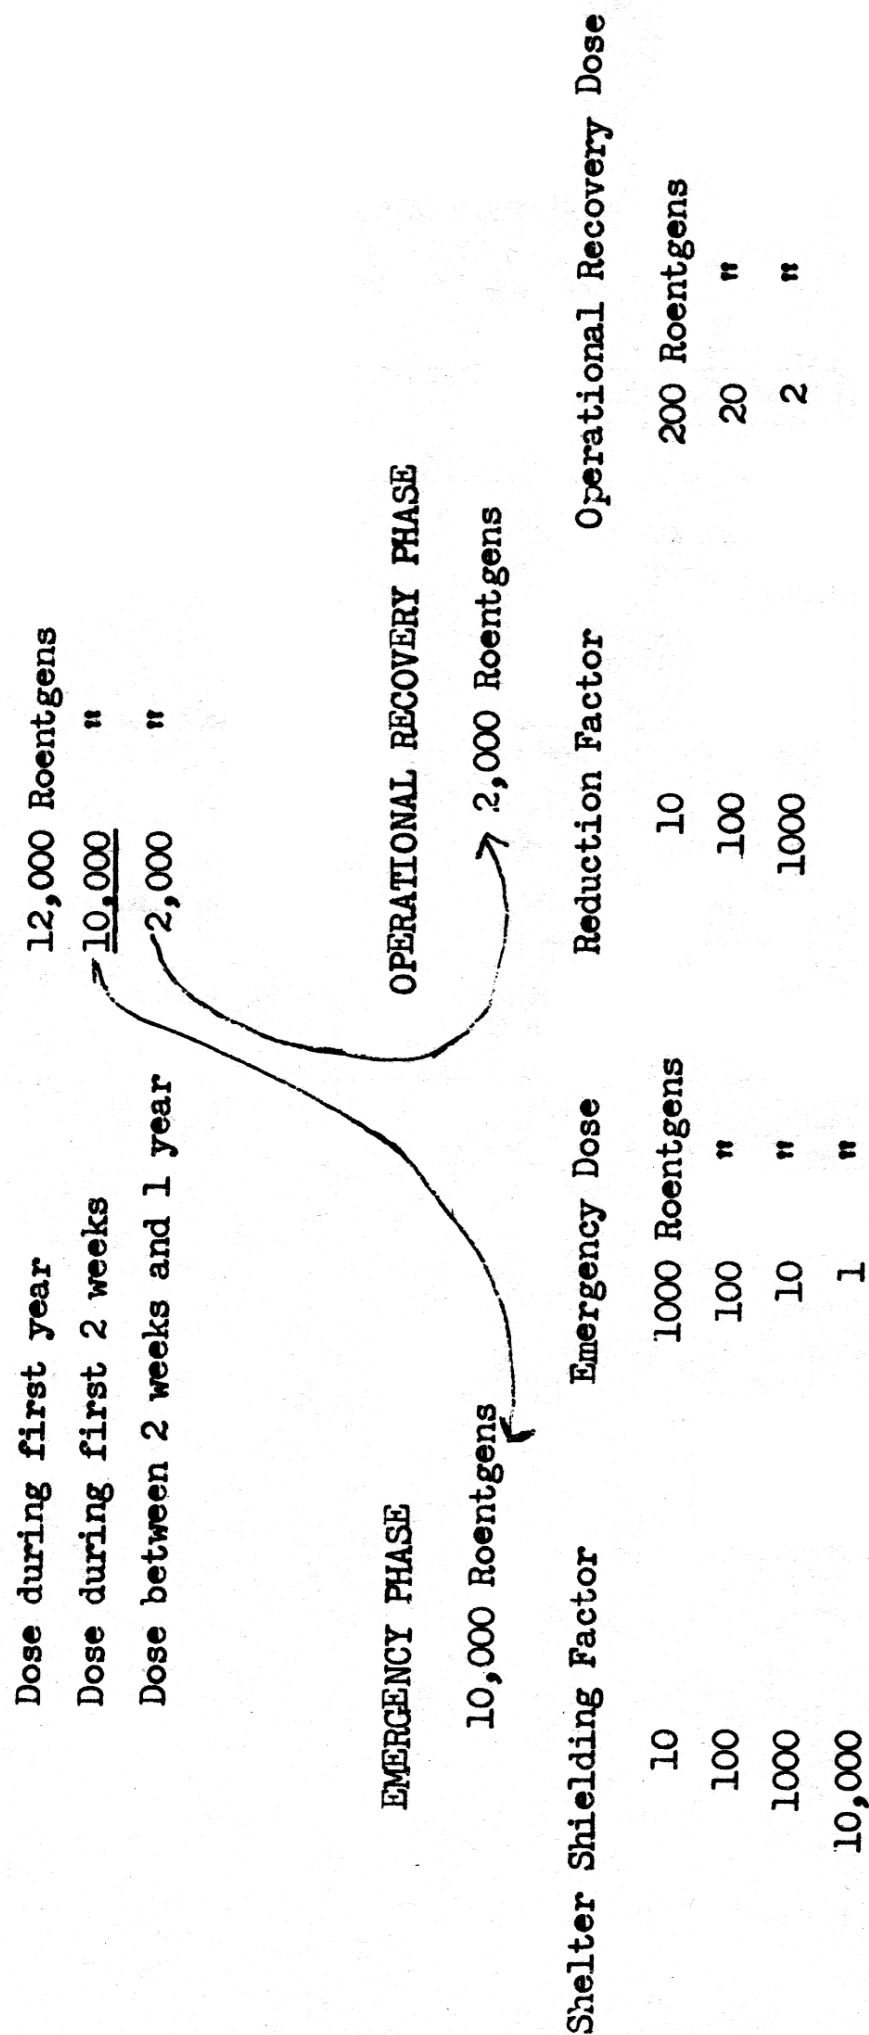 Dose during first year 12,000 Roentgens
Dose during first 2 weeks 10,000 "
Dose between 2 weeks and 1 year 2,000 "
EMERGENCY PHASE OPERATIONAL RECOVERY PHASE
10,000 Roentgens 2,000 Roentgens
Shelter Shielding Factor Emergency Dose Reduction Factor Operational Recovery Dose
10 1000 Roentgens 10 200 Roentgens
100 100 " 100 20 "
1000 10 " 1000 2 "
10,000 1 "